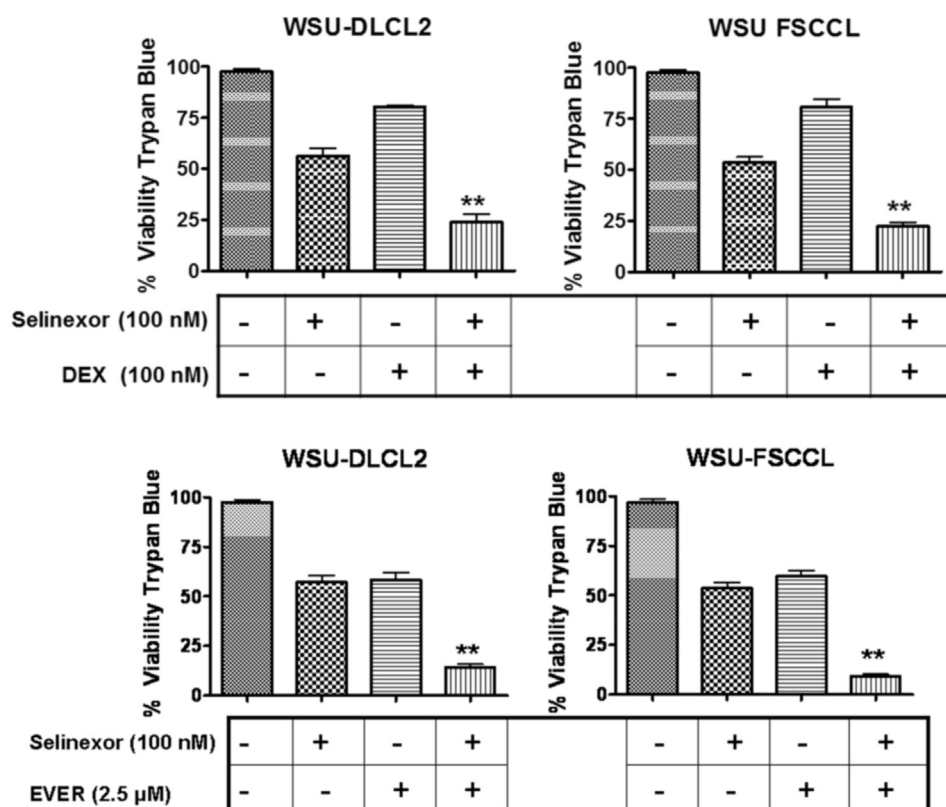 WSU-DLCL2 WSU FSCCL
% Viability Trypan Blue
100
75
50
25
0
**
% Viability Trypan Blue
100
75
50
25
0
**
Selinexor (100 nM) - + - + - + - +
DEX (100 nM) - - + + - - + +
WSU-DLCL2 WSU-FSCCL
% Viability Trypan Blue
100
75
50
25
0
**
% Viability Trypan Blue
100
75
50
25
0
**
Selinexor (100 nM) - + - + - + - +
EVER (2.5 µM) - - + + - - + +